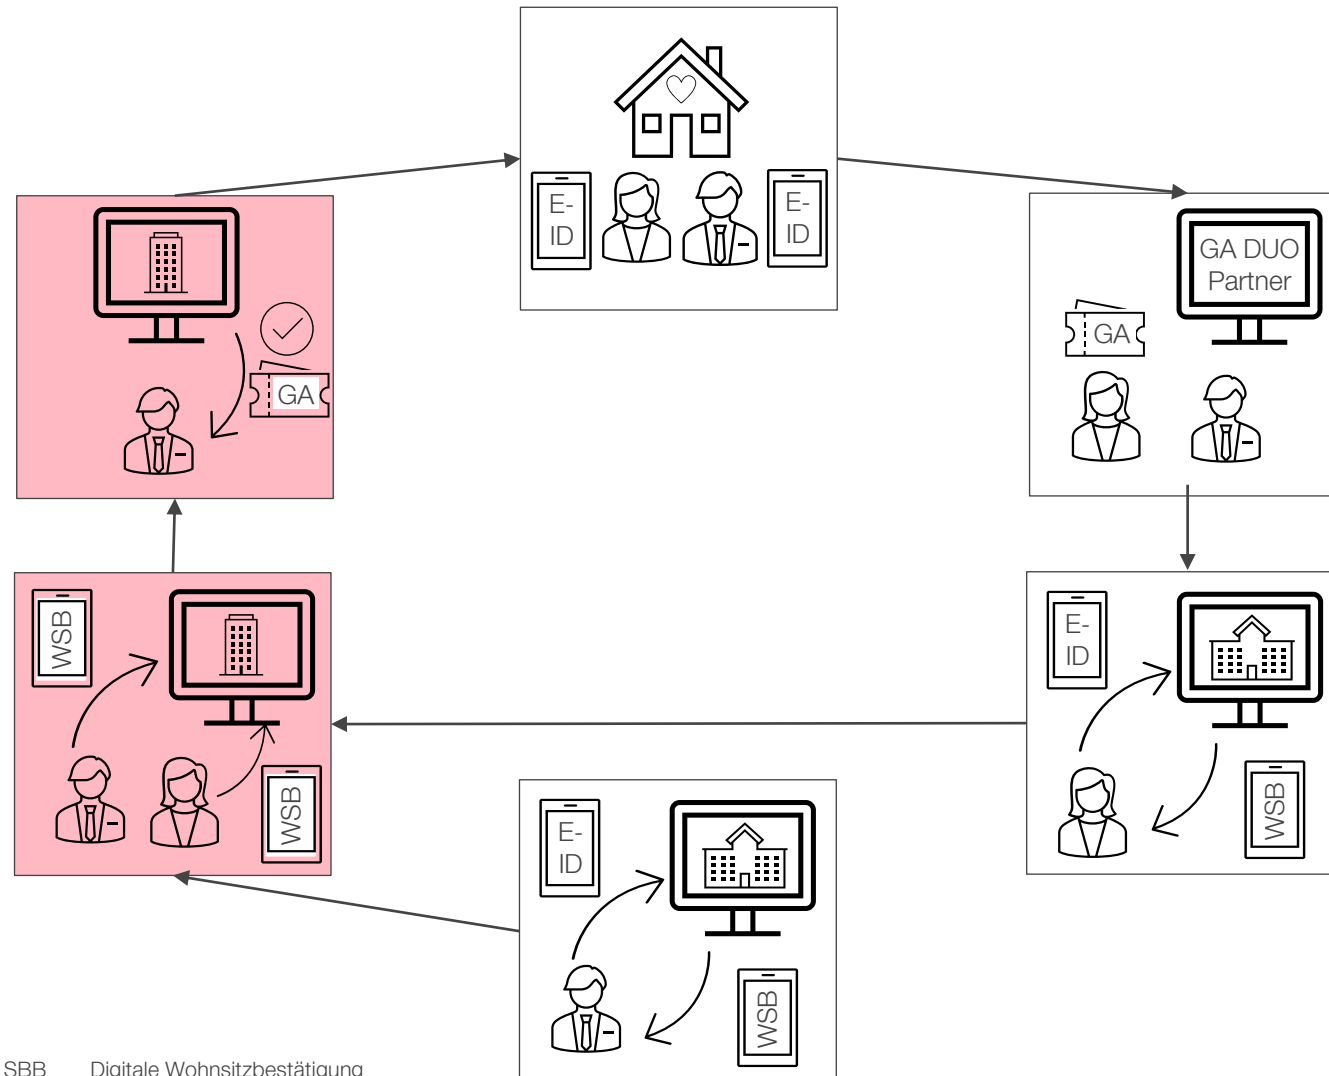 E-
ID
E-
ID
GA DUO
Partner
GA
GA
WSB
WSB
E-
ID
WSB
E-
ID
WSB
SBB Digitale Wohnsitzbestätigung